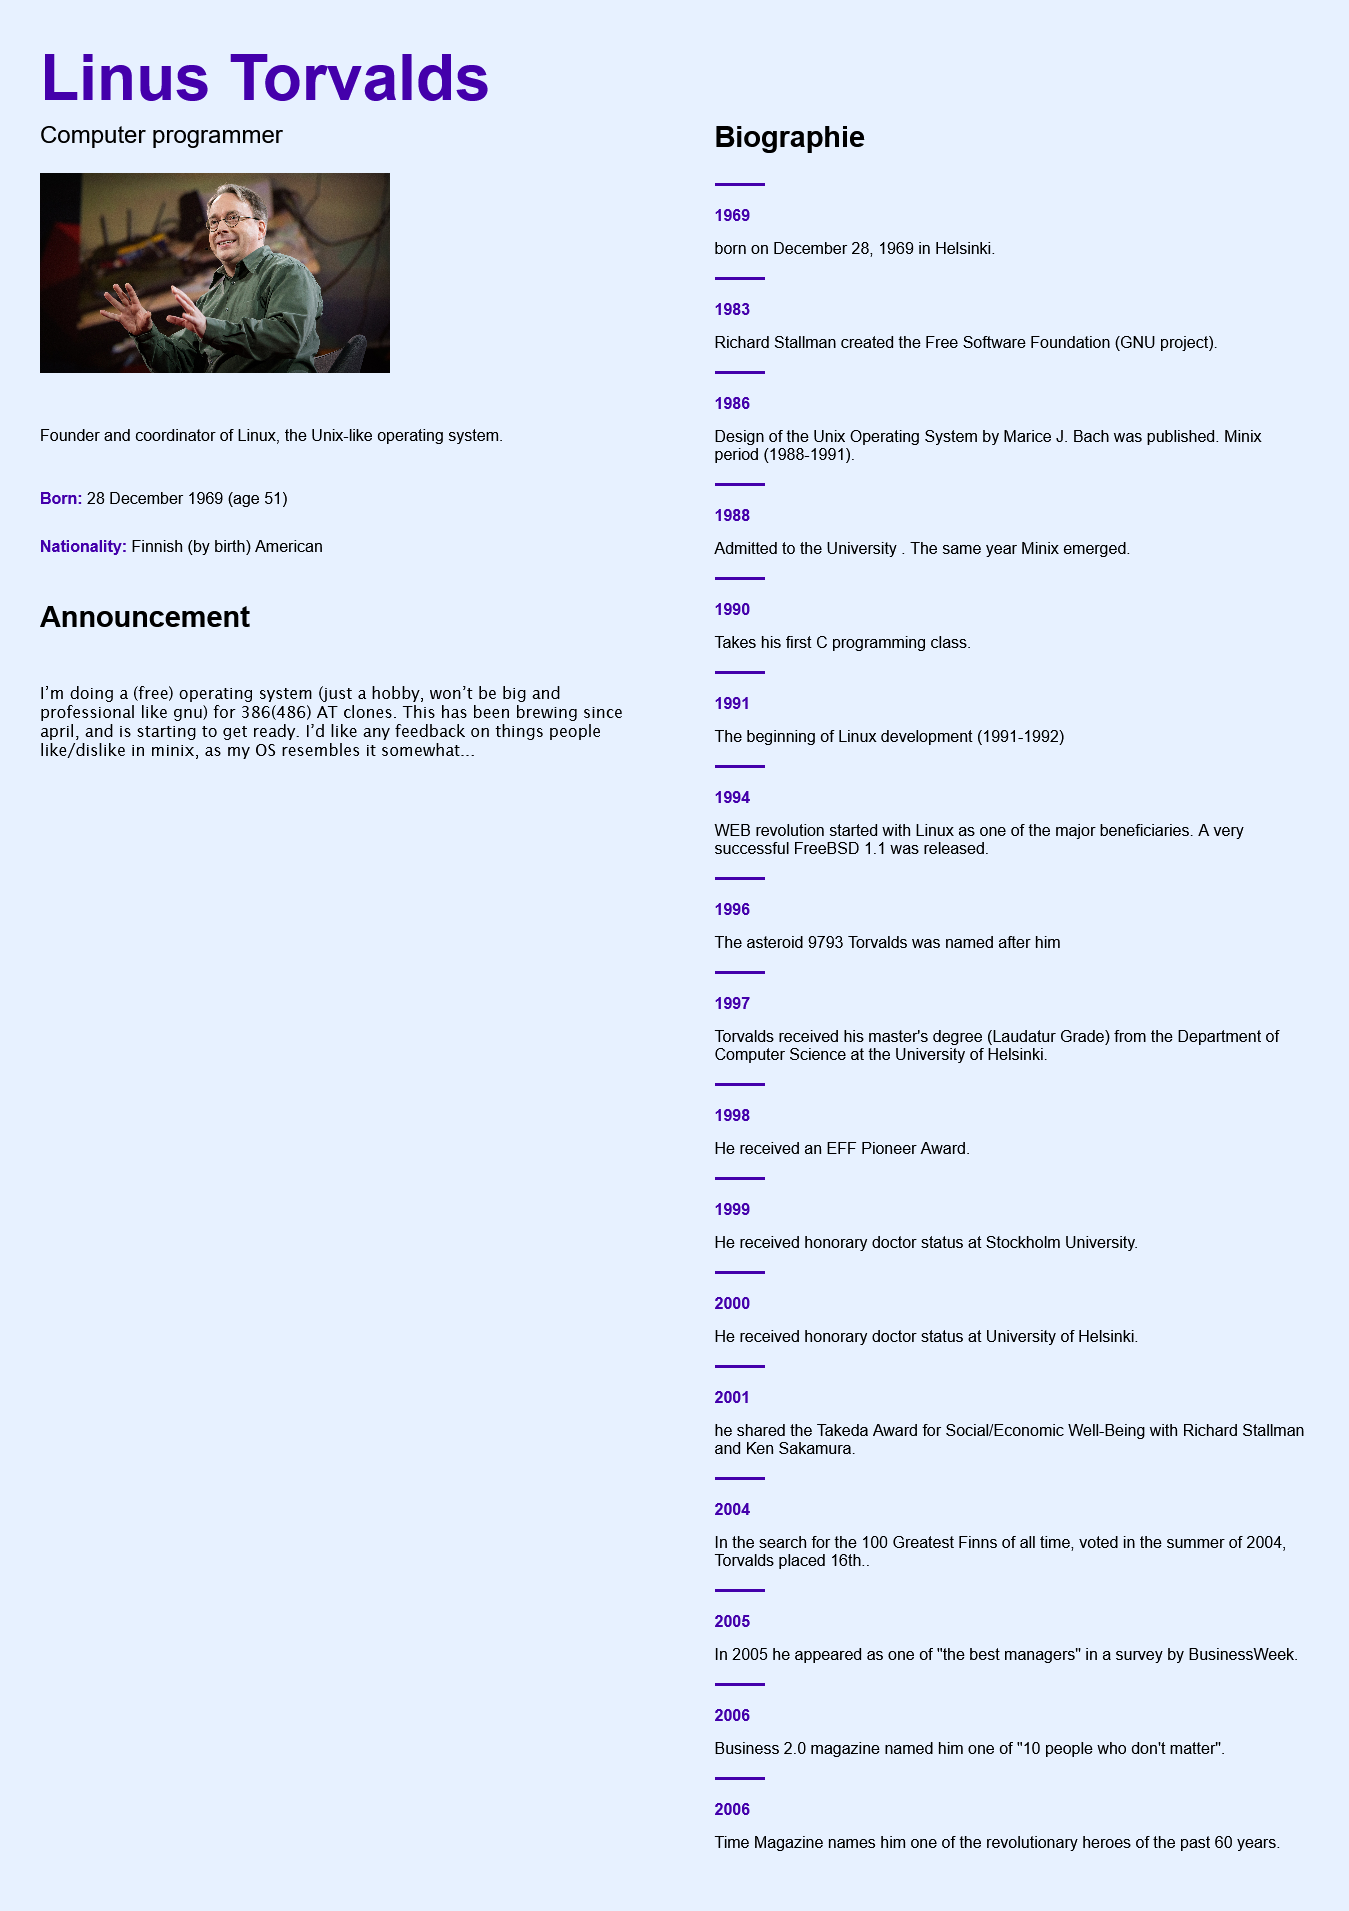 Linus Torvalds
Computer programmer
Founder and coordinator of Linux, the Unix-like operating system.
Born: 28 December 1969 (age 51)
Nationality: Finnish (by birth) American
Announcement
I’m doing a (free) operating system (just a hobby, won’t be big and
professional like gnu) for 386(486) AT clones. This has been brewing since
april, and is starting to get ready. I’d like any feedback on things people
like/dislike in minix, as my OS resembles it somewhat...
Biographie
1969
born on December 28, 1969 in Helsinki.
1983
Richard Stallman created the Free Software Foundation (GNU project).
1986
Design of the Unix Operating System by Marice J. Bach was published. Minix
period (1988-1991).
1988
Admitted to the University . The same year Minix emerged.
1990
Takes his first C programming class.
1991
The beginning of Linux development (1991-1992)
1994
WEB revolution started with Linux as one of the major beneficiaries. A very
successful FreeBSD 1.1 was released.
1996
The asteroid 9793 Torvalds was named after him
1997
Torvalds received his master's degree (Laudatur Grade) from the Department of
Computer Science at the University of Helsinki.
1998
He received an EFF Pioneer Award.
1999
He received honorary doctor status at Stockholm University.
2000
He received honorary doctor status at University of Helsinki.
2001
he shared the Takeda Award for Social/Economic Well-Being with Richard Stallman
and Ken Sakamura.
2004
In the search for the 100 Greatest Finns of all time, voted in the summer of 2004,
Torvalds placed 16th..
2005
In 2005 he appeared as one of "the best managers" in a survey by BusinessWeek.
2006
Business 2.0 magazine named him one of "10 people who don't matter".
2006
Time Magazine names him one of the revolutionary heroes of the past 60 years.